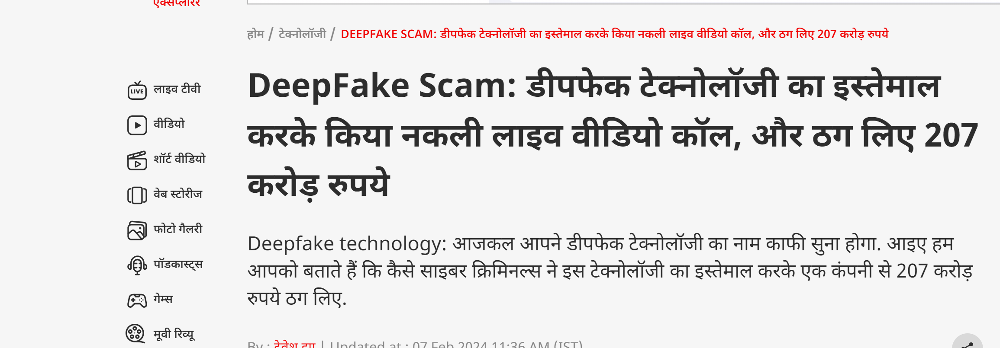 एक्सप्लोरर
होम / टेक्नोलॉजी / DEEPFAKE SCAM: डीपफेक टेक्नोलॉजी का इस्तेमाल करके किया नकली लाइव वीडियो कॉल, और ठग लिए 207 करोड़ रुपये
DeepFake Scam: डीपफेक टेक्नोलॉजी का इस्तेमाल
करके किया नकली लाइव वीडियो कॉल, और ठग लिए 207
करोड़ रुपये
Deepfake technology: आजकल आपने डीपफेक टेक्नोलॉजी का नाम काफी सुना होगा. आइए हम
आपको बताते हैं कि कैसे साइबर क्रिमिनल्स ने इस टेक्नोलॉजी का इस्तेमाल करके एक कंपनी से 207 करोड़
रुपये ठग लिए.
By : देवेश झा | Updated at : 07 Feb 2024 11:36 AM (IST)
LIVE लाइव टीवी
वीडियो
शॉर्ट वीडियो
वेब स्टोरीज
फोटो गैलरी
पॉडकास्ट्स
गेम्स
मूवी रिव्यू